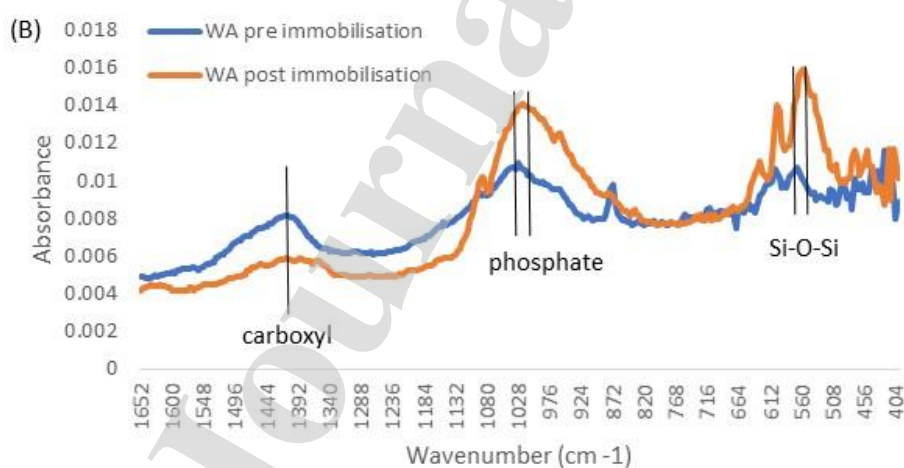 (B)
WA pre immobilisation
WA post immobilisation
Absorbance
0.018
0.016
0.014
0.012
0.01
0.008
0.006
0.004
0.002
0
carboxyl
phosphate
Si-O-Si
1652 1600 1548 1496 1444 1392 1340 1288 1236 1184 1132 1080 1028 976 924 872 820 768 716 664 612 560 508 456 404
Wavenumber (cm -1)
Journa